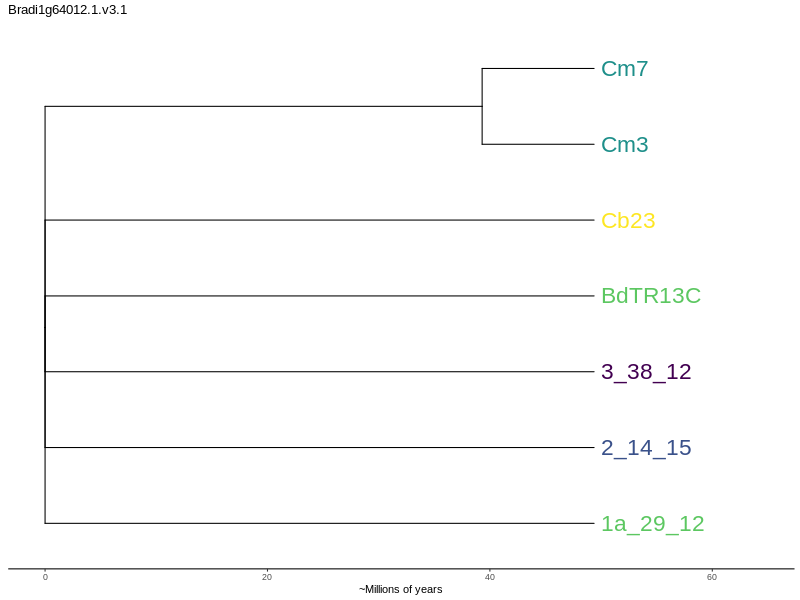 Bradi1g64012.1.v3.1
Cm7
Cm3
Cb23
BdTR13C
3_38_12
2_14_15
1a_29_12
0 20 40 60
~Millions of years